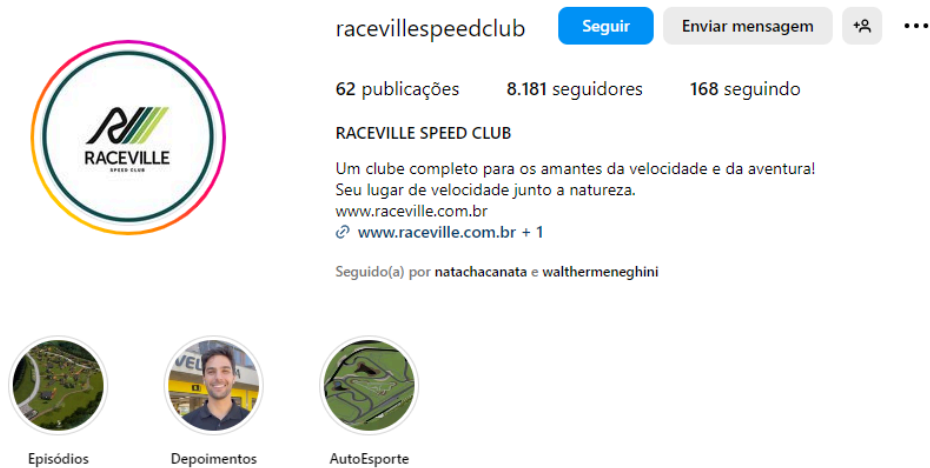 racevillespeedclub
Seguir
Enviar mensagem
62 publicações
8.181 seguidores
168 seguindo
RACEVILLE
SPEED CLUB
RACEVILLE SPEED CLUB
Um clube completo para os amantes da velocidade e da aventura!
Seu lugar de velocidade junto a natureza.
www.raceville.com.br
www.raceville.com.br + 1
Seguido(a) por natachacanata e walthermeneghini
Episódios
Depoimentos
AutoEsporte